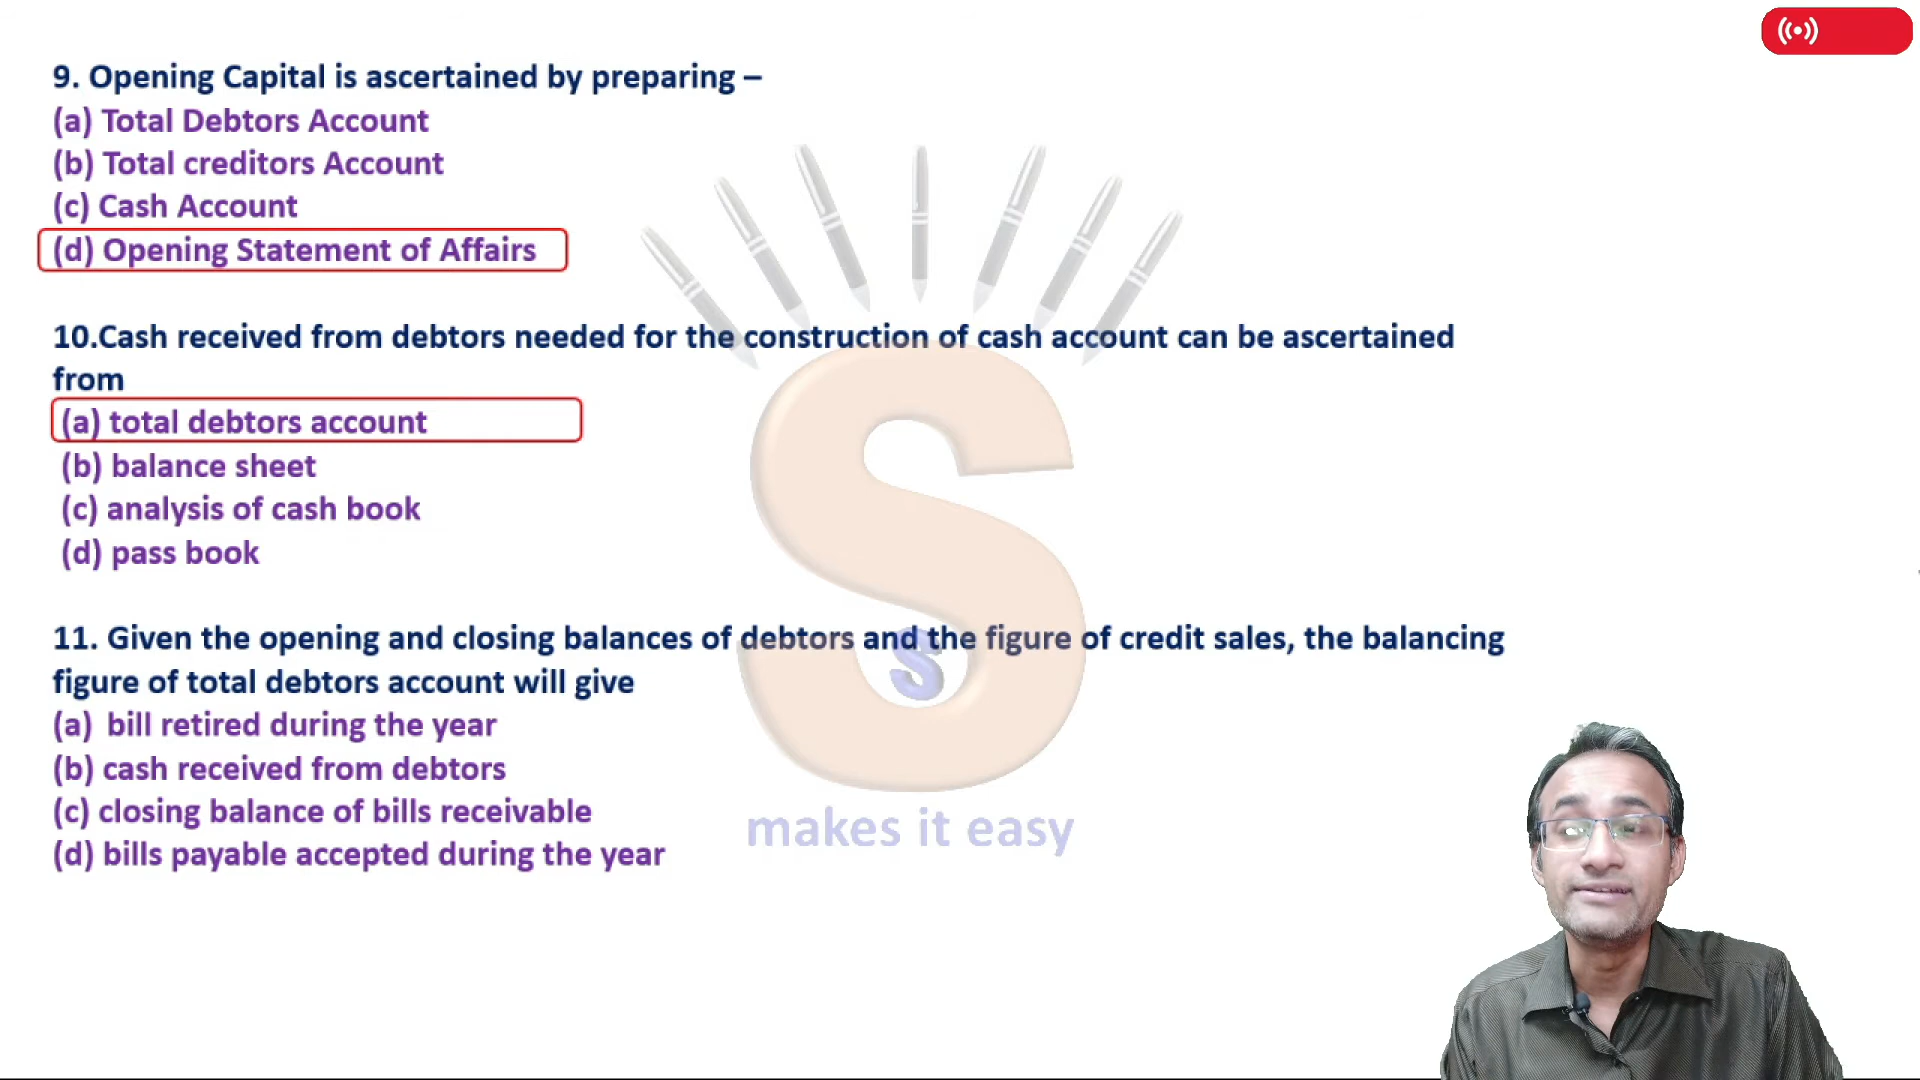 9. Opening Capital is ascertained by preparing –
(a) Total Debtors Account
(b) Total creditors Account
(c) Cash Account
(d) Opening Statement of Affairs
10.Cash received from debtors needed for the construction of cash account can be ascertained
from
(a) total debtors account
(b) balance sheet
(c) analysis of cash book
(d) pass book
11. Given the opening and closing balances of debtors and the figure of credit sales, the balancing
figure of total debtors account will give
(a) bill retired during the year
(b) cash received from debtors
(c) closing balance of bills receivable
(d) bills payable accepted during the year
S
S
makes it easy